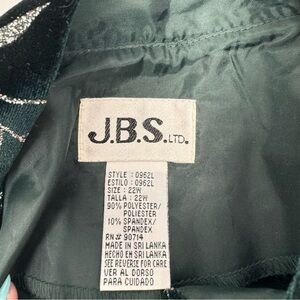 J.B.S. LTD.
STYLE : 0962L
ESTILO : 0962L
SIZE : 22W
TALLA : 22W
90% POLYESTER/
POLIESTER
10% SPANDEX/
SPANDEX
RN# 90714
MADE IN SRI LANKA
HECHO EN SRI LANKA
SEE REVERSE FOR CARE
VER AL DORSO
PARA CUIDADO